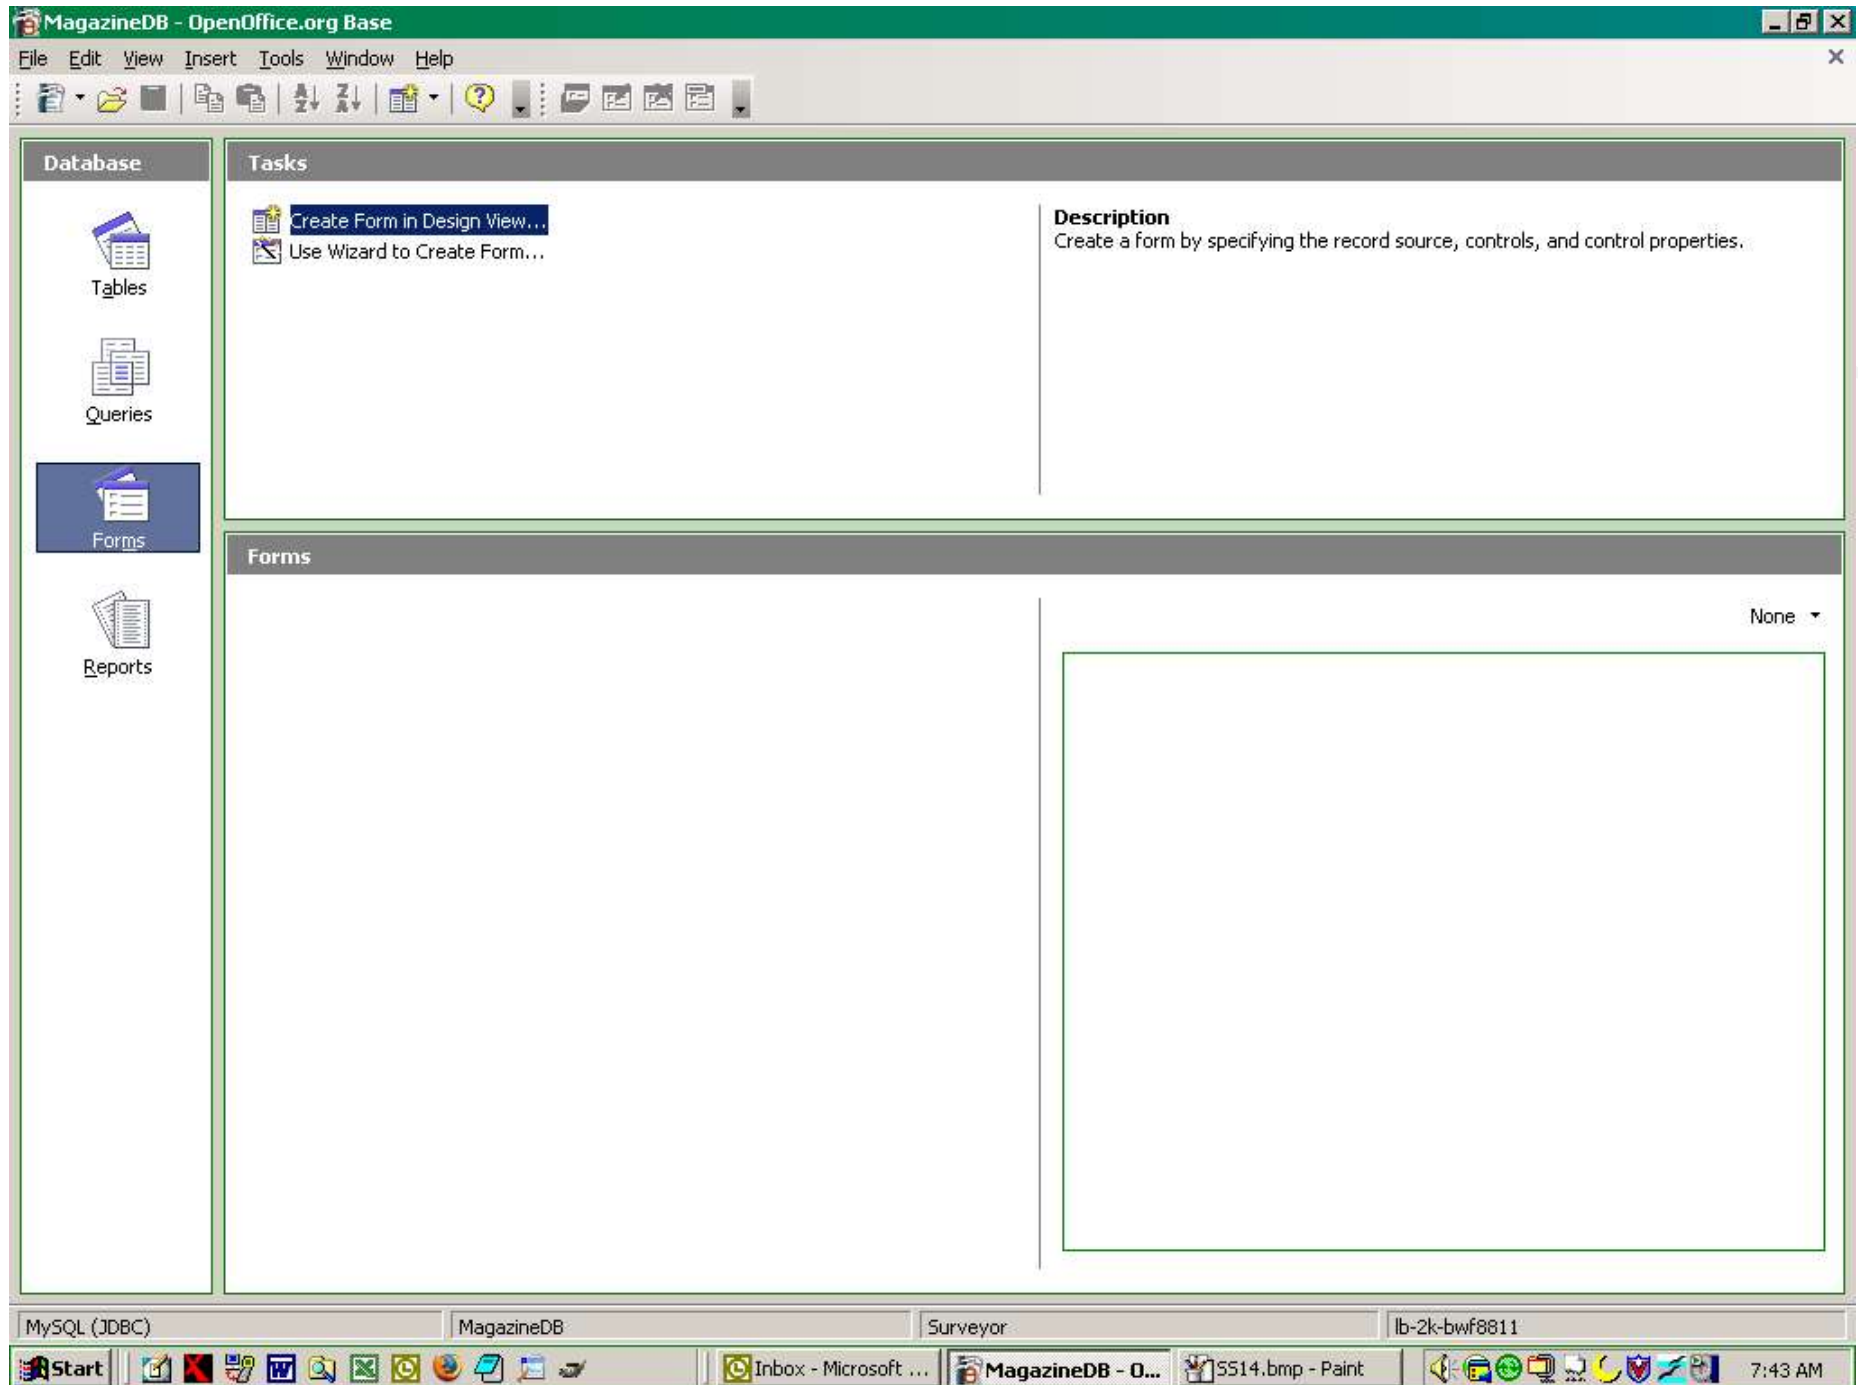 MagazineDB - OpenOffice.org Base
File Edit View Insert Tools Window Help
Database
Tables
Queries
Forms
Reports
Tasks
Create Form in Design View...
Use Wizard to Create Form...
Description
Create a form by specifying the record source, controls, and control properties.
Forms
None
MySQL (JDBC) MagazineDB Surveyor lb-2k-bwf8811
Start Inbox - Microsoft ... MagazineDB - O... SS14.bmp - Paint 7:43 AM